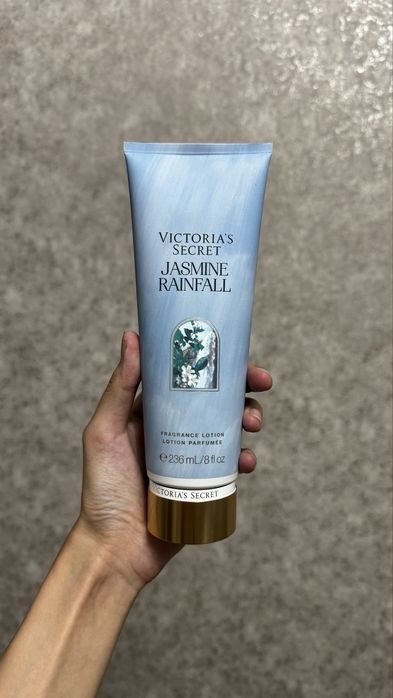 VICTORIA'S
SECRET
JASMINE
RAINFALL
FRAGRANCE LOTION
LOTION PARFUMÉE
℮ 236 mL/8 fl oz
VICTORIA'S SECRET